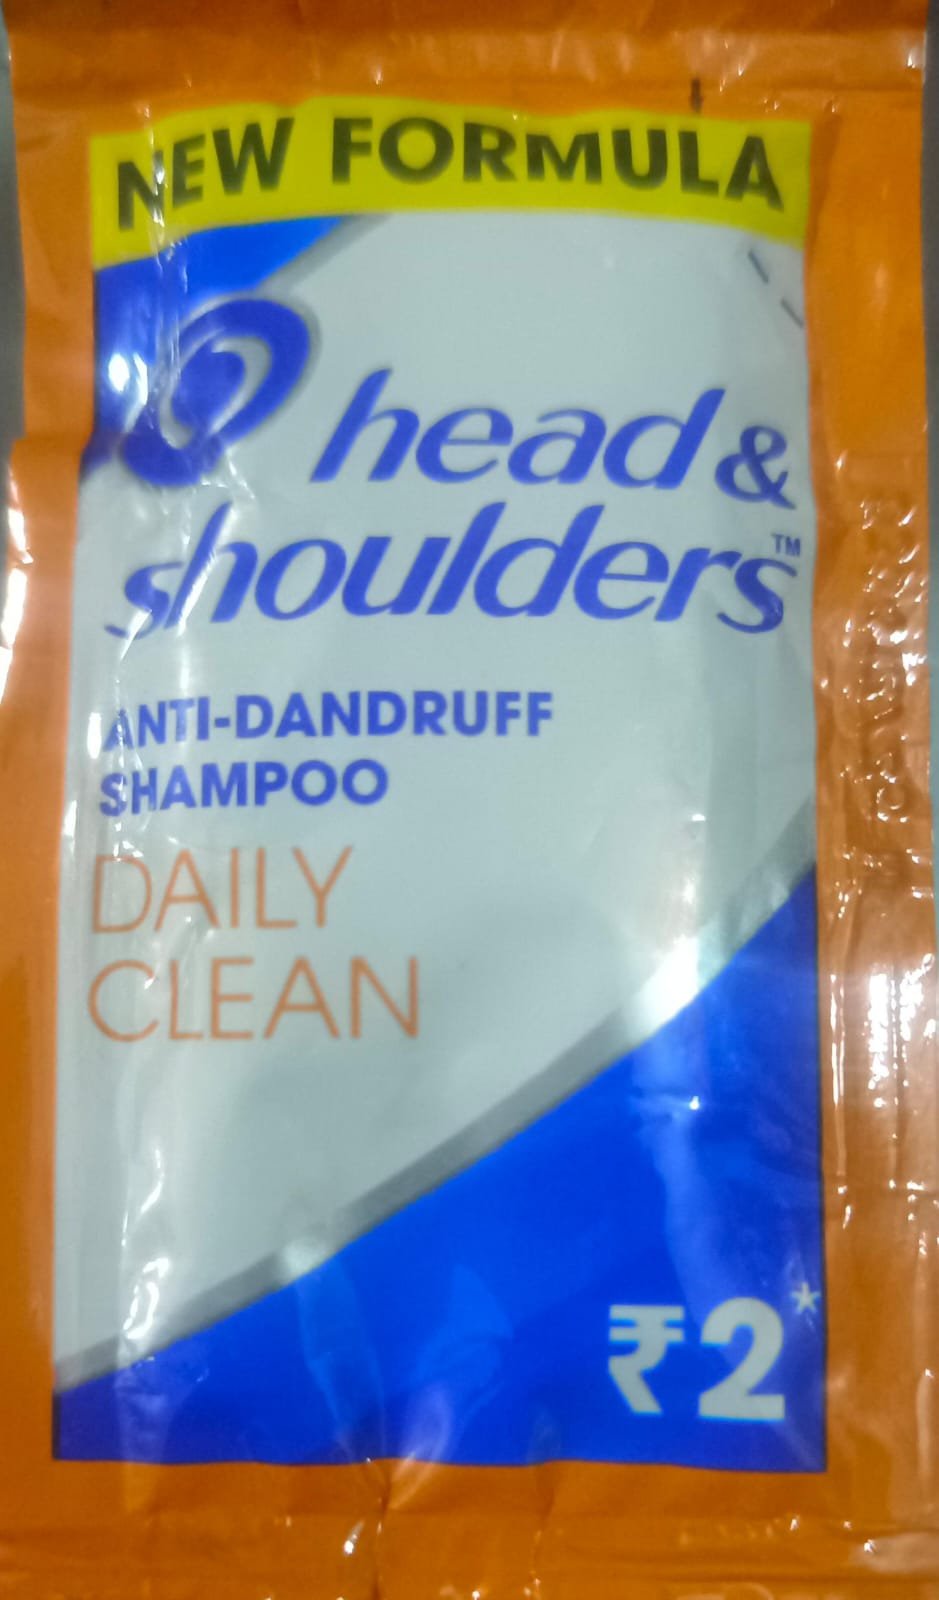 NEW FORMULA
head &
shoulders™
ANTI-DANDRUFF
SHAMPOO
DAILY
CLEAN
₹2*